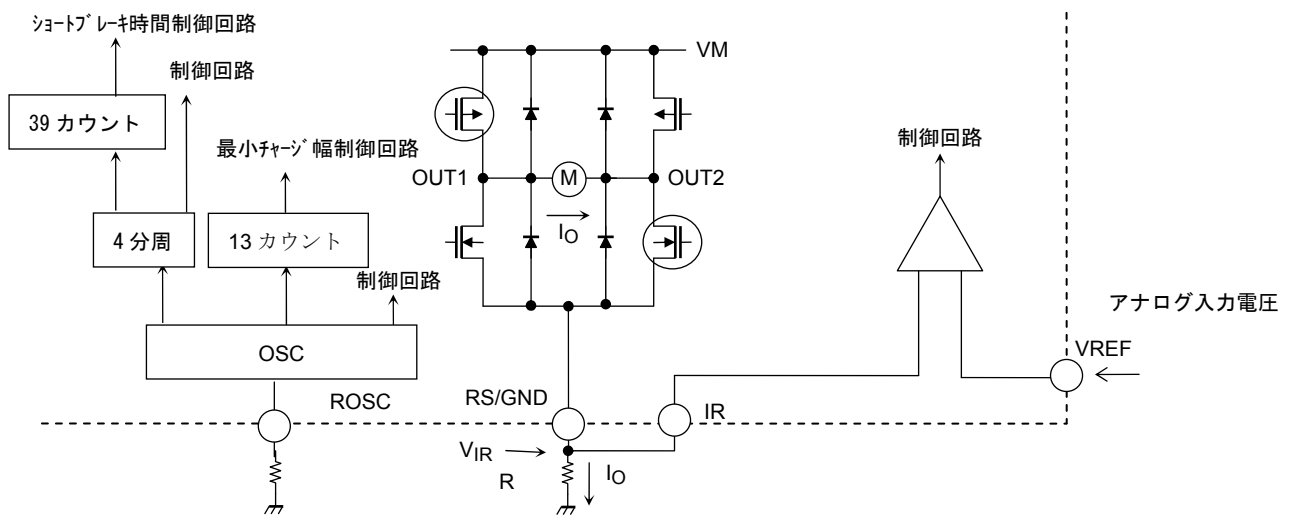 ショートブレーキ時間制御回路
制御回路
39 カウント
最小チャージ幅制御回路
4 分周
13 カウント
制御回路
OSC
ROSC
VM
OUT1
M
OUT2
IO
RS/GND
IR
VIR
R
IO
制御回路
アナログ入力電圧
VREF